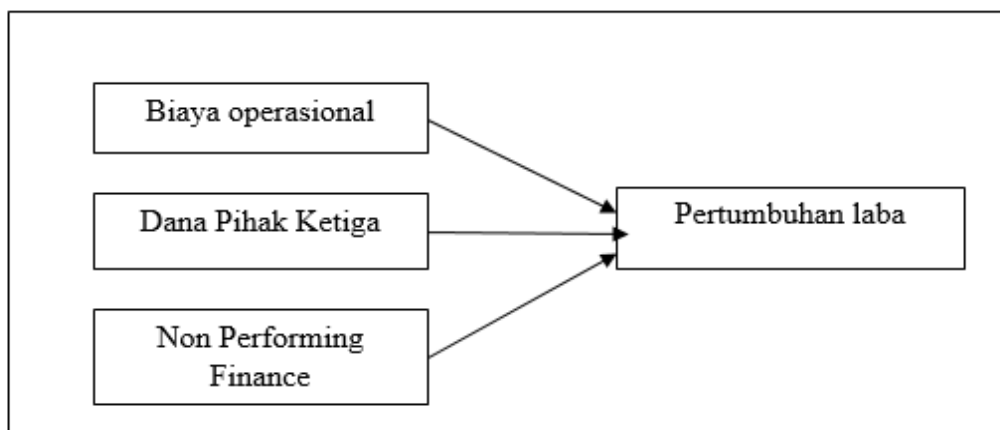 Biaya operasional
Dana Pihak Ketiga
Pertumbuhan laba
Non Performing
Finance